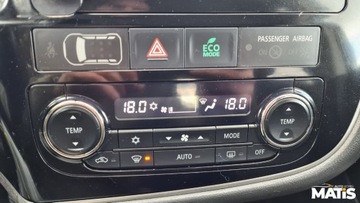 ECO
MODE
PASSENGER AIRBAG
18.0 18.0
TEMP
MODE
TEMP
AUTO
OFF
MATIS